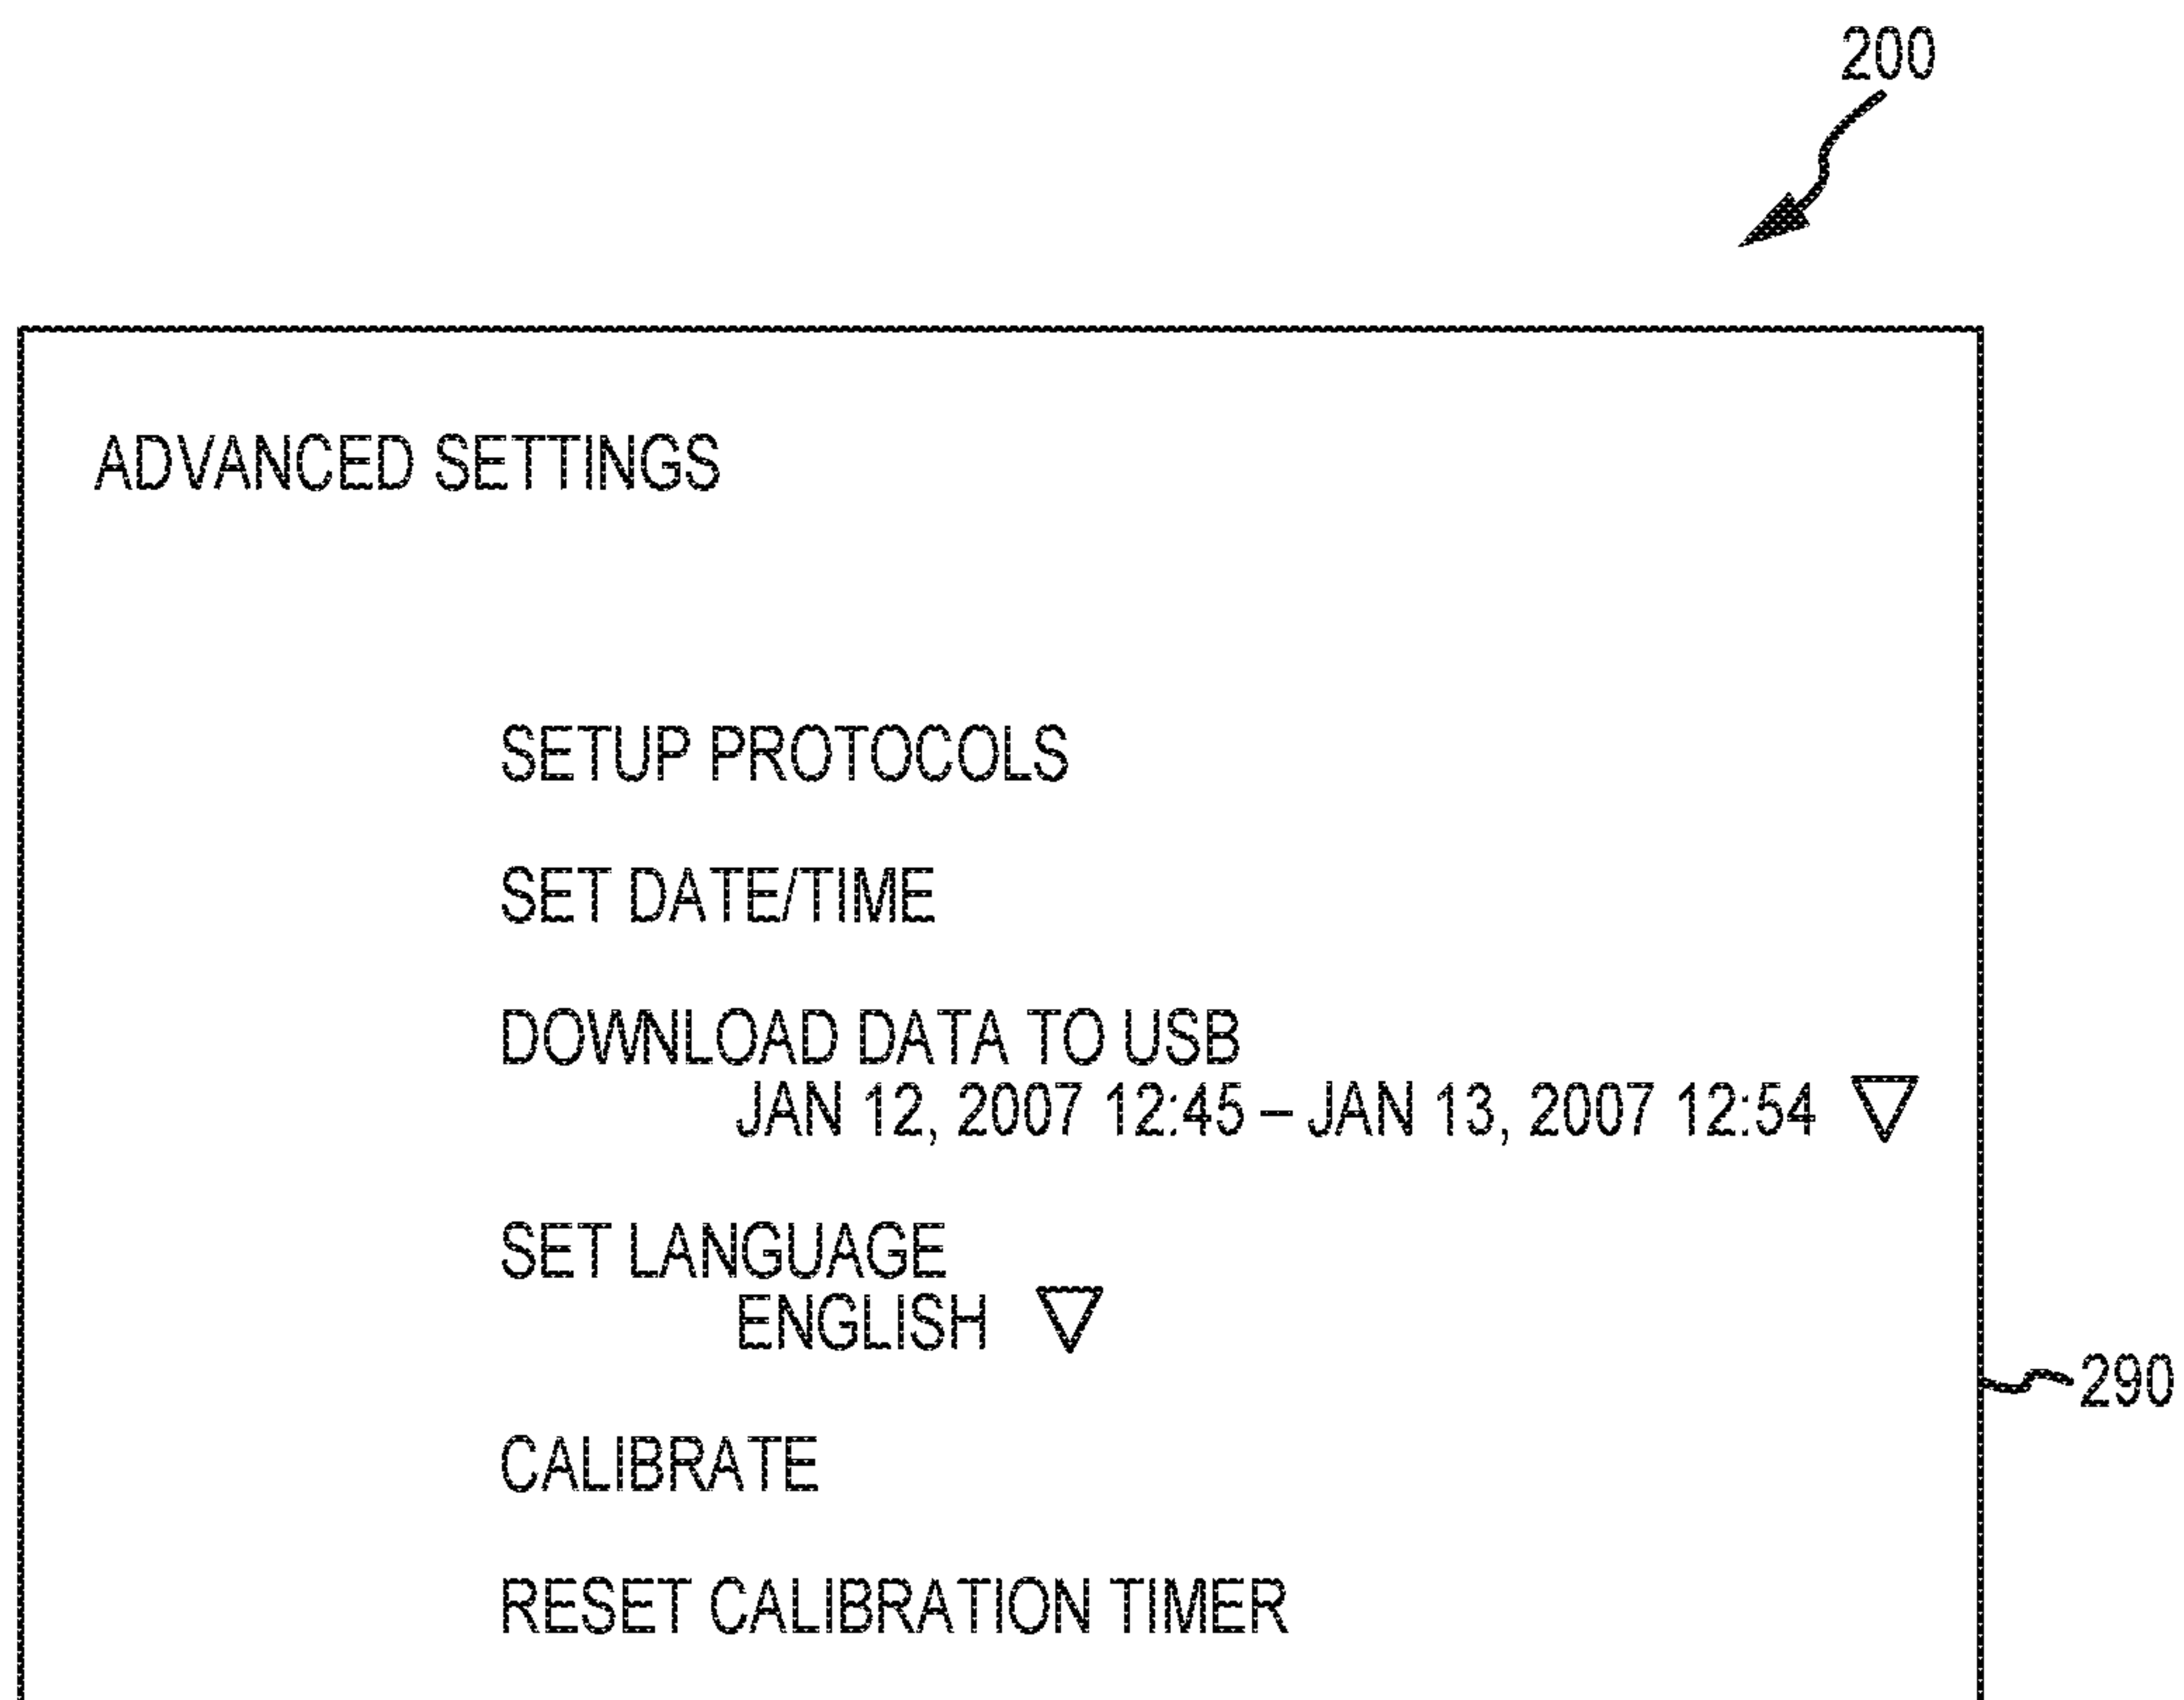 200
ADVANCED SETTINGS
SETUP PROTOCOLS
SET DATE/TIME
DOWNLOAD DATA TO USB
JAN 12, 2007 12:45 – JAN 13, 2007 12:54
SET LANGUAGE
ENGLISH
290
CALIBRATE
RESET CALIBRATION TIMER